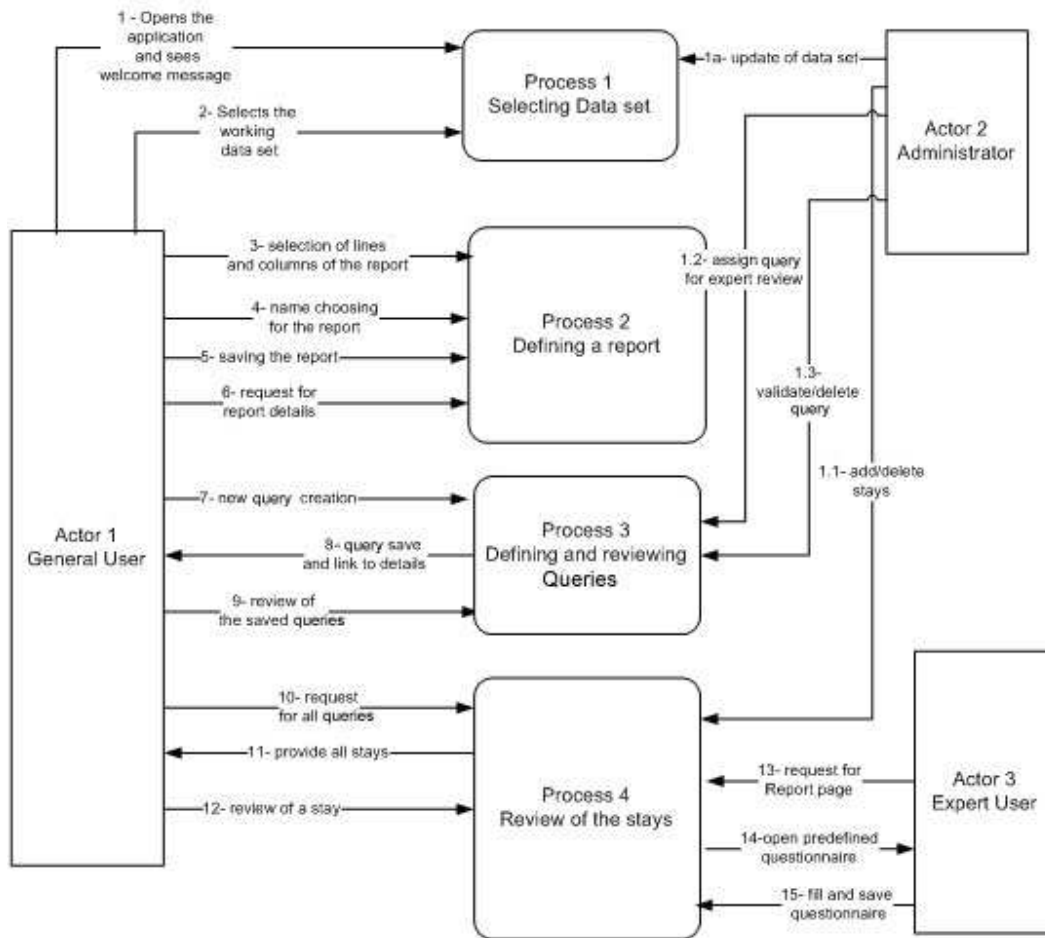 1 - Opens the
application
and sees
welcome message
2- Selects the
working
data set
Process 1
Selecting Data set
1a- update of data set
Actor 2
Administrator
3- selection of lines
and columns of the report
4- name choosing
for the report
5- saving the report
6- request for
report details
Process 2
Defining a report
1.2- assign query
for expert review
1.3-
validate/delete
query
1.1- add/delete
stays
Actor 1
General User
7- new query creation
8- query save
and link to details
9- review of
the saved queries
Process 3
Defining and reviewing
Queries
10- request
for all queries
11- provide all stays
12- review of a stay
Process 4
Review of the stays
13- request for
Report page
14-open predefined
questionnaire
15- fill and save
questionnaire
Actor 3
Expert User